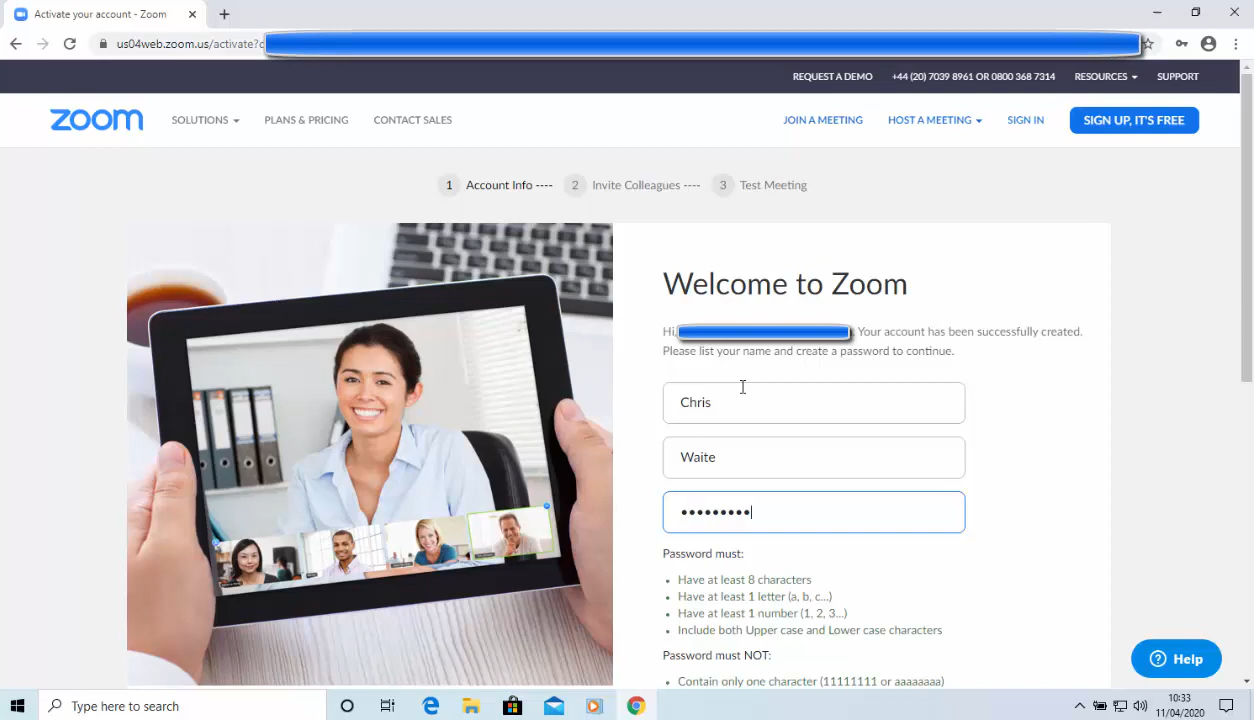 Activate your account - Zoom
us04web.zoom.us/activate?c
REQUEST A DEMO +44 (20) 7039 8961 OR 0800 368 7314 RESOURCES SUPPORT
zoom SOLUTIONS PLANS & PRICING CONTACT SALES JOIN A MEETING HOST A MEETING SIGN IN SIGN UP, IT'S FREE
1 Account Info ---- 2 Invite Colleagues ---- 3 Test Meeting
Welcome to Zoom
Hi, Your account has been successfully created.
Please list your name and create a password to continue.
Chris
Waite
•••••••••
Password must:
• Have at least 8 characters
• Have at least 1 letter (a, b, c...)
• Have at least 1 number (1, 2, 3...)
• Include both Upper case and Lower case characters
Password must NOT:
• Contain only one character (11111111 or aaaaaaaa)
Help
Type here to search
10:33
11/04/2020